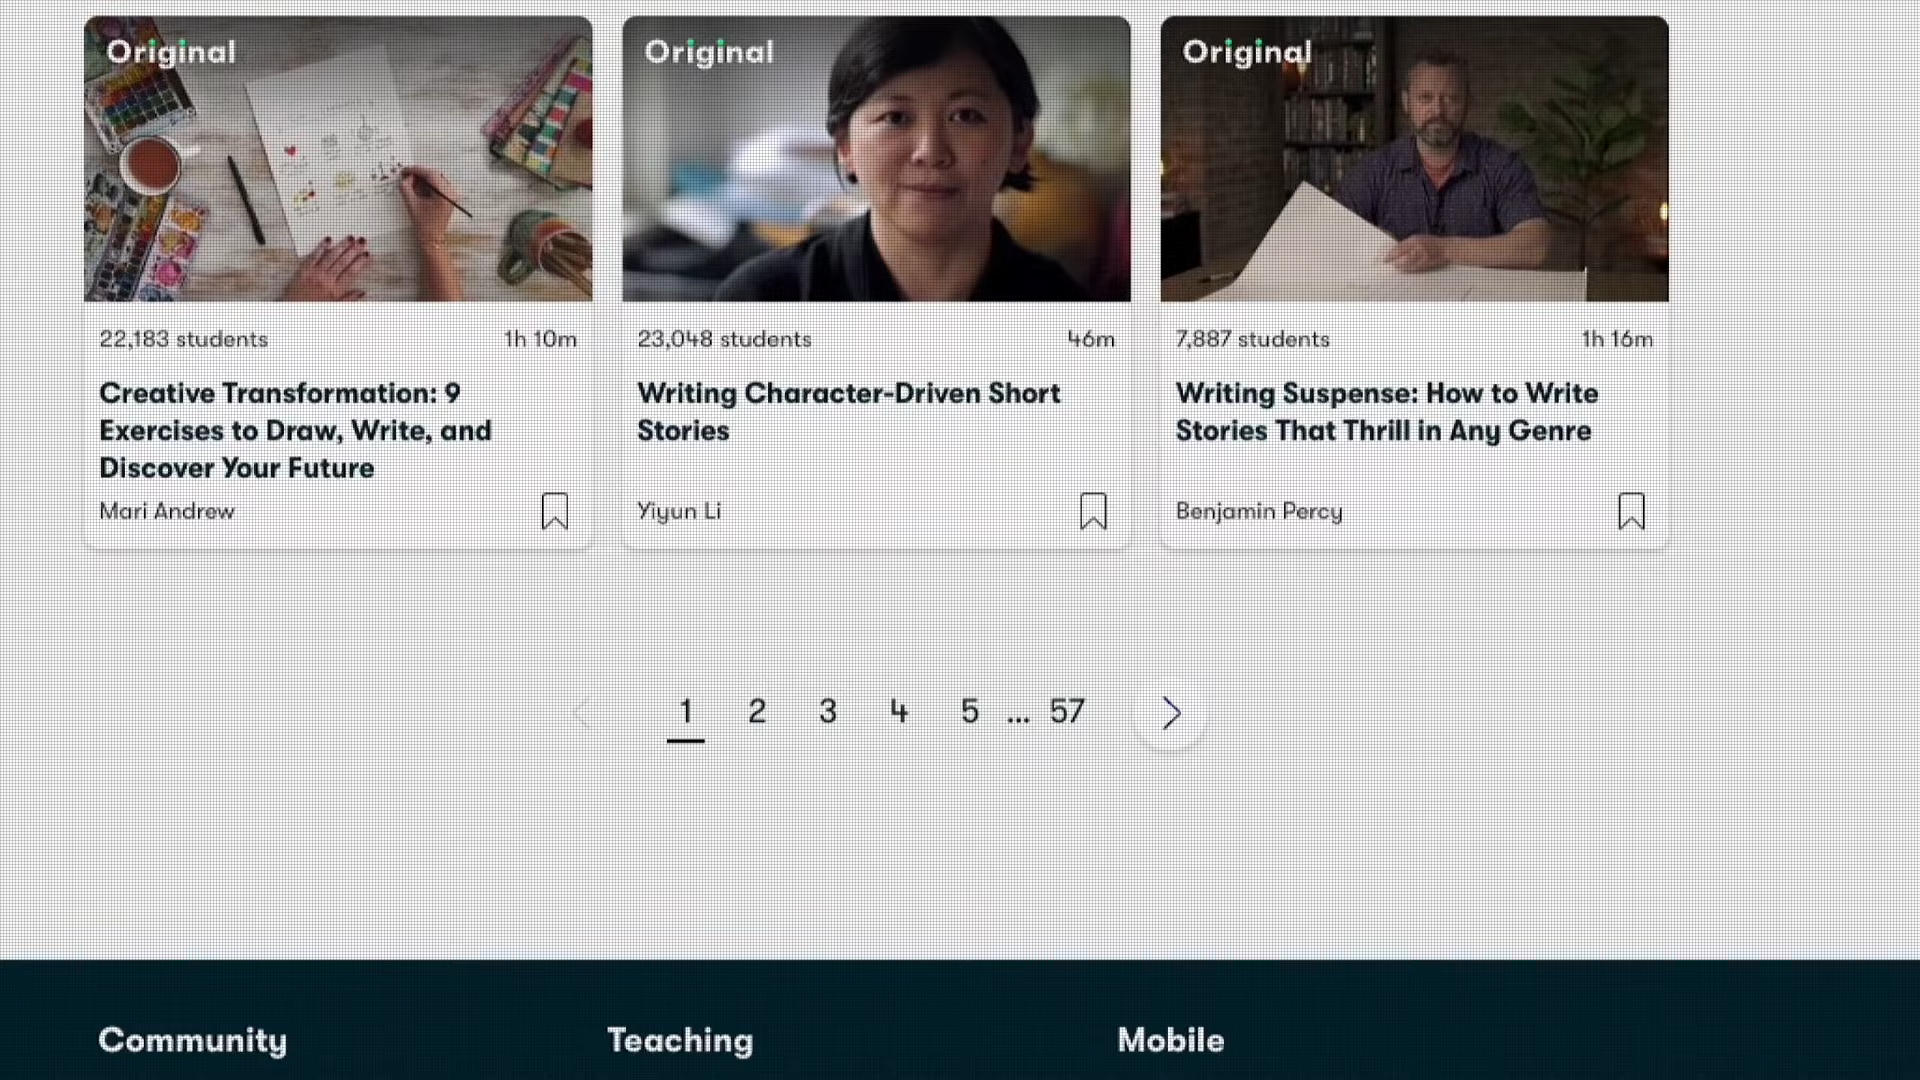 Original
Original
Original
22,183 students
1h 10m
23,048 students
46m
7,887 students
1h 16m
Creative Transformation: 9
Exercises to Draw, Write, and
Discover Your Future
Mari Andrew
Writing Character-Driven Short
Stories
Yiyun Li
Writing Suspense: How to Write
Stories That Thrill in Any Genre
Benjamin Percy
1 2 3 4 5 ... 57
Community
Teaching
Mobile